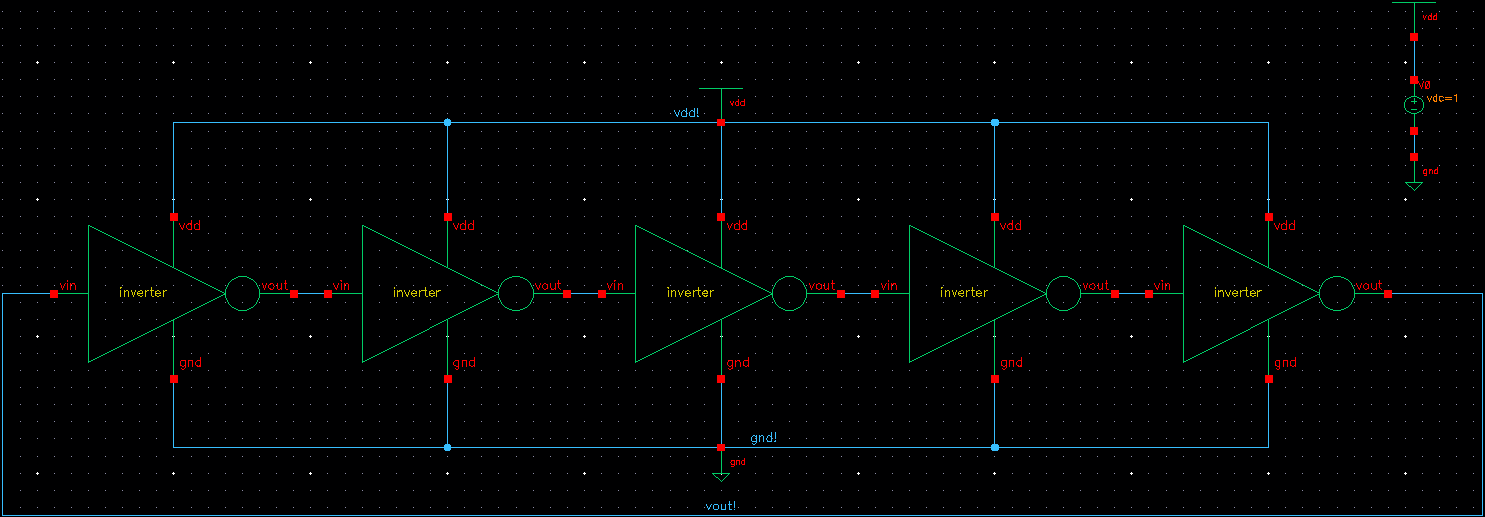 vdd
V0
vdc=1
gnd
vdd
vdd!
vdd
vdd
vdd
vdd
vdd
vin
inverter
vout
vin
inverter
vout
vin
inverter
vout
vin
inverter
vout
vin
inverter
vout
gnd
gnd
gnd
gnd
gnd
gnd!
gnd
vout!